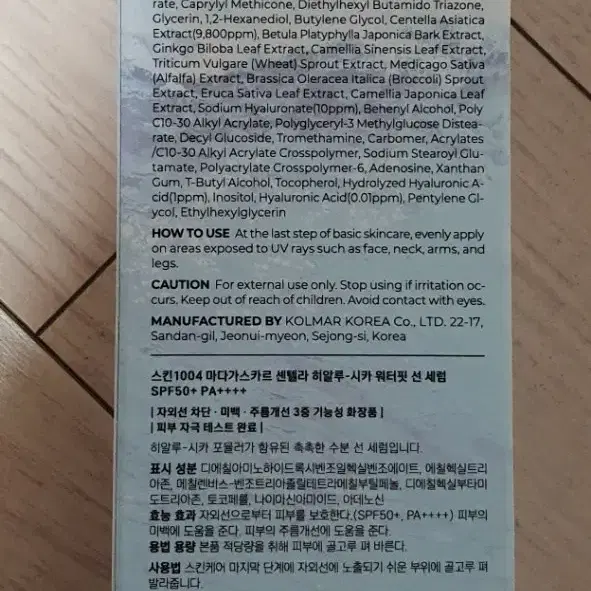 rate, Caprylyl Methicone, Diethylhexyl Butamido Triazone,
Glycerin, 1,2-Hexanediol, Butylene Glycol, Centella Asiatica
Extract(9,800ppm), Betula Platyphylla Japonica Bark Extract,
Ginkgo Biloba Leaf Extract, Camellia Sinensis Leaf Extract,
Triticum Vulgare (Wheat) Sprout Extract, Medicago Sativa
(Alfalfa) Extract, Brassica Oleracea Italica (Broccoli) Sprout
Extract, Eruca Sativa Leaf Extract, Camellia Japonica Leaf
Extract, Sodium Hyaluronate(10ppm), Behenyl Alcohol, Poly
C10-30 Alkyl Acrylate, Polyglyceryl-3 Methylglucose Distea-
rate, Decyl Glucoside, Tromethamine, Carbomer, Acrylates
/C10-30 Alkyl Acrylate Crosspolymer, Sodium Stearoyl Glu-
tamate, Polyacrylate Crosspolymer-6, Adenosine, Xanthan
Gum, T-Butyl Alcohol, Tocopherol, Hydrolyzed Hyaluronic A-
cid(1ppm), Inositol, Hyaluronic Acid(0.01ppm), Pentylene Gl-
ycol, Ethylhexylglycerin
HOW TO USE At the last step of basic skincare, evenly apply
on areas exposed to UV rays such as face, neck, arms, and
legs.
CAUTION For external use only. Stop using if irritation oc-
curs. Keep out of reach of children. Avoid contact with eyes.
MANUFACTURED BY KOLMAR KOREA Co., LTD. 22-17,
Sandan-gil, Jeonui-myeon, Sejong-si, Korea
스킨1004 마다가스카르 센텔라 히알루-시카 워터핏 선 세럼
SPF50+ PA++++
| 자외선 차단 · 미백 · 주름개선 3중 기능성 화장품 |
| 피부 자극 테스트 완료 |
히알루-시카 포뮬러가 함유된 촉촉한 수분 선 세럼입니다.
표시 성분 디에칠아미노하이드록시벤조일헥실벤조에이트, 에칠헥실트리
아존, 메칠렌비스-벤조트리아졸릴테트라메칠부틸페놀, 디에칠헥실부타미
도트리아존, 토코페롤, 나이아신아마이드, 아데노신
효능 효과 자외선으로부터 피부를 보호한다.(SPF50+, PA++++) 피부의
미백에 도움을 준다. 피부의 주름개선에 도움을 준다.
용법 용량 본품 적당량을 취해 피부에 골고루 펴 바른다.
사용법 스킨케어 마지막 단계에 자외선에 노출되기 쉬운 부위에 골고루 펴
발라줍니다.